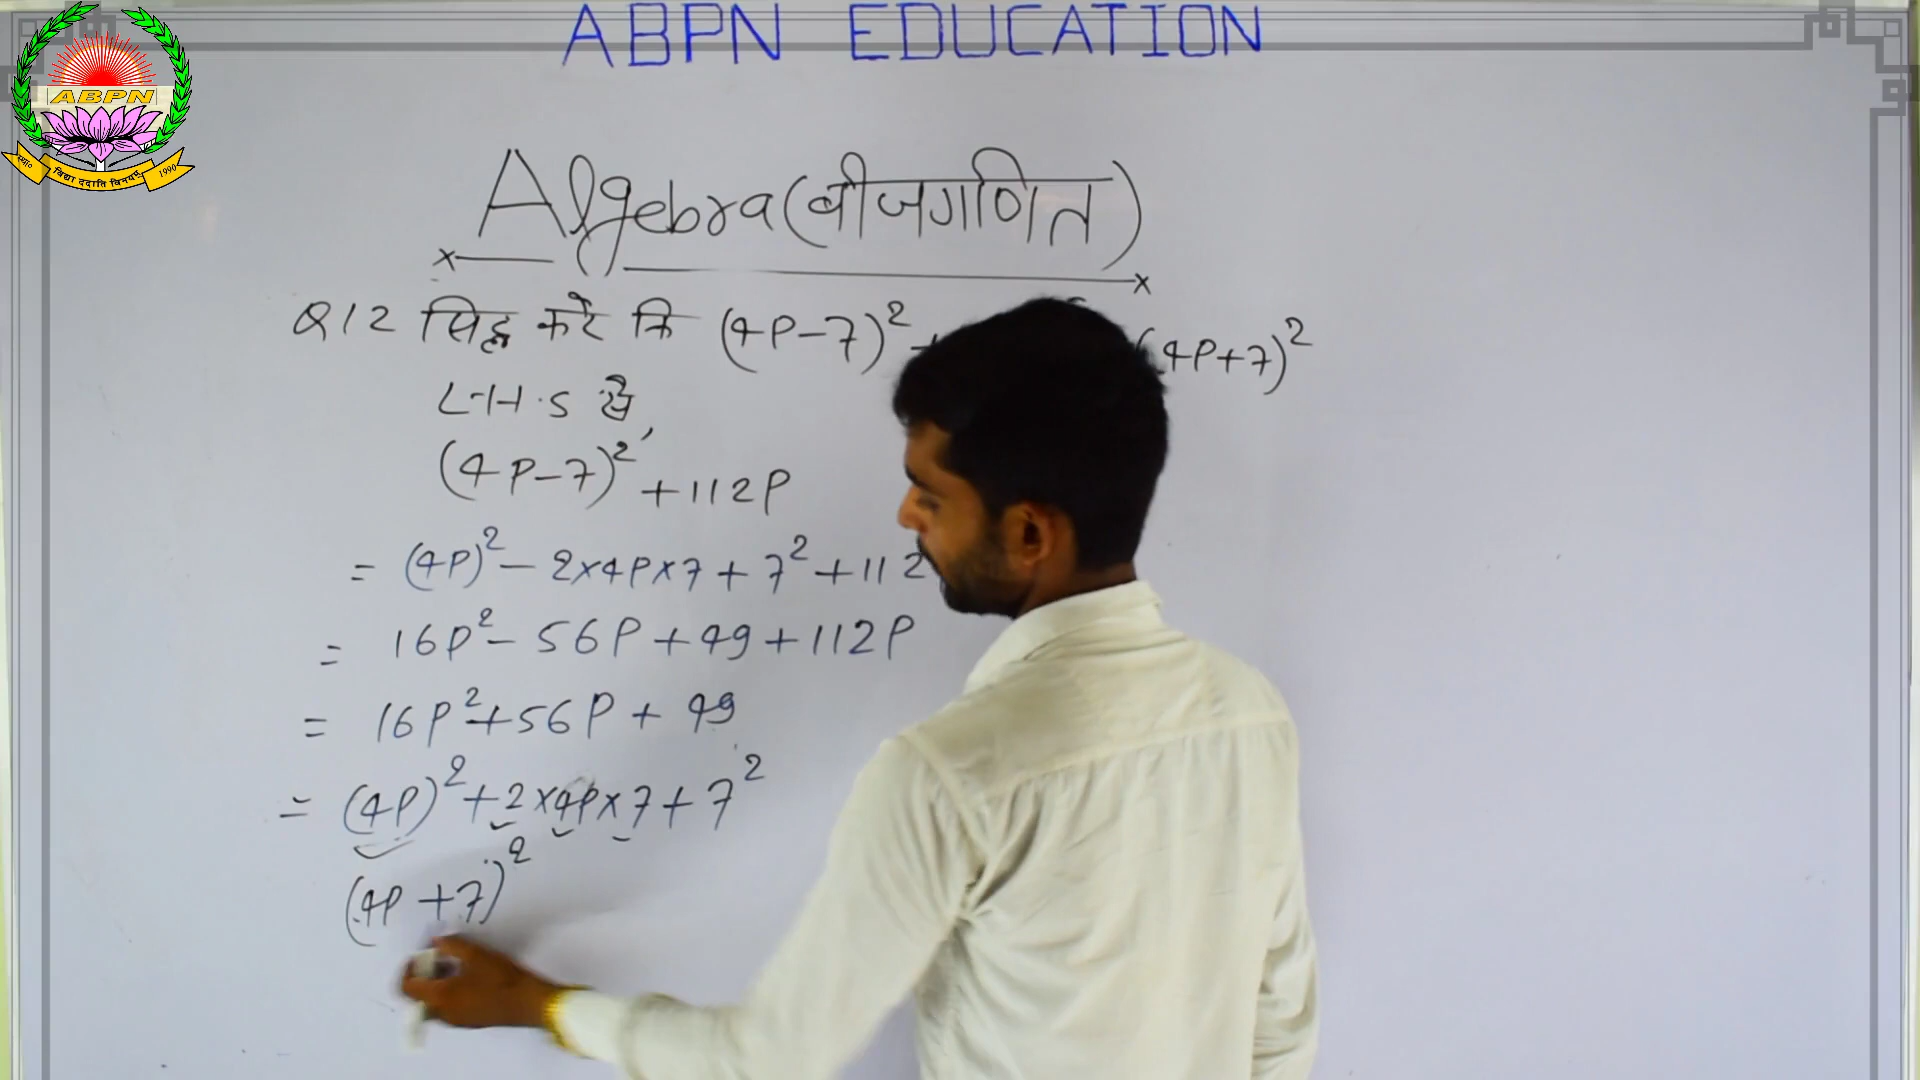 ABPN EDUCATION
ABPN
स्था० विद्या ददाति विनयम् 1990
Algebra (बीजगणित)
Q12 सिद्ध करे कि (4P-7)² + (4P+7)²
L.H.S से,
(4P-7)² + 112P
= (4P)² - 2×4P×7 + 7² + 112
= 16P² - 56P + 49 + 112P
= 16P² + 56P + 49
= (4P)² + 2×4P×7 + 7²
(4P + 7)²